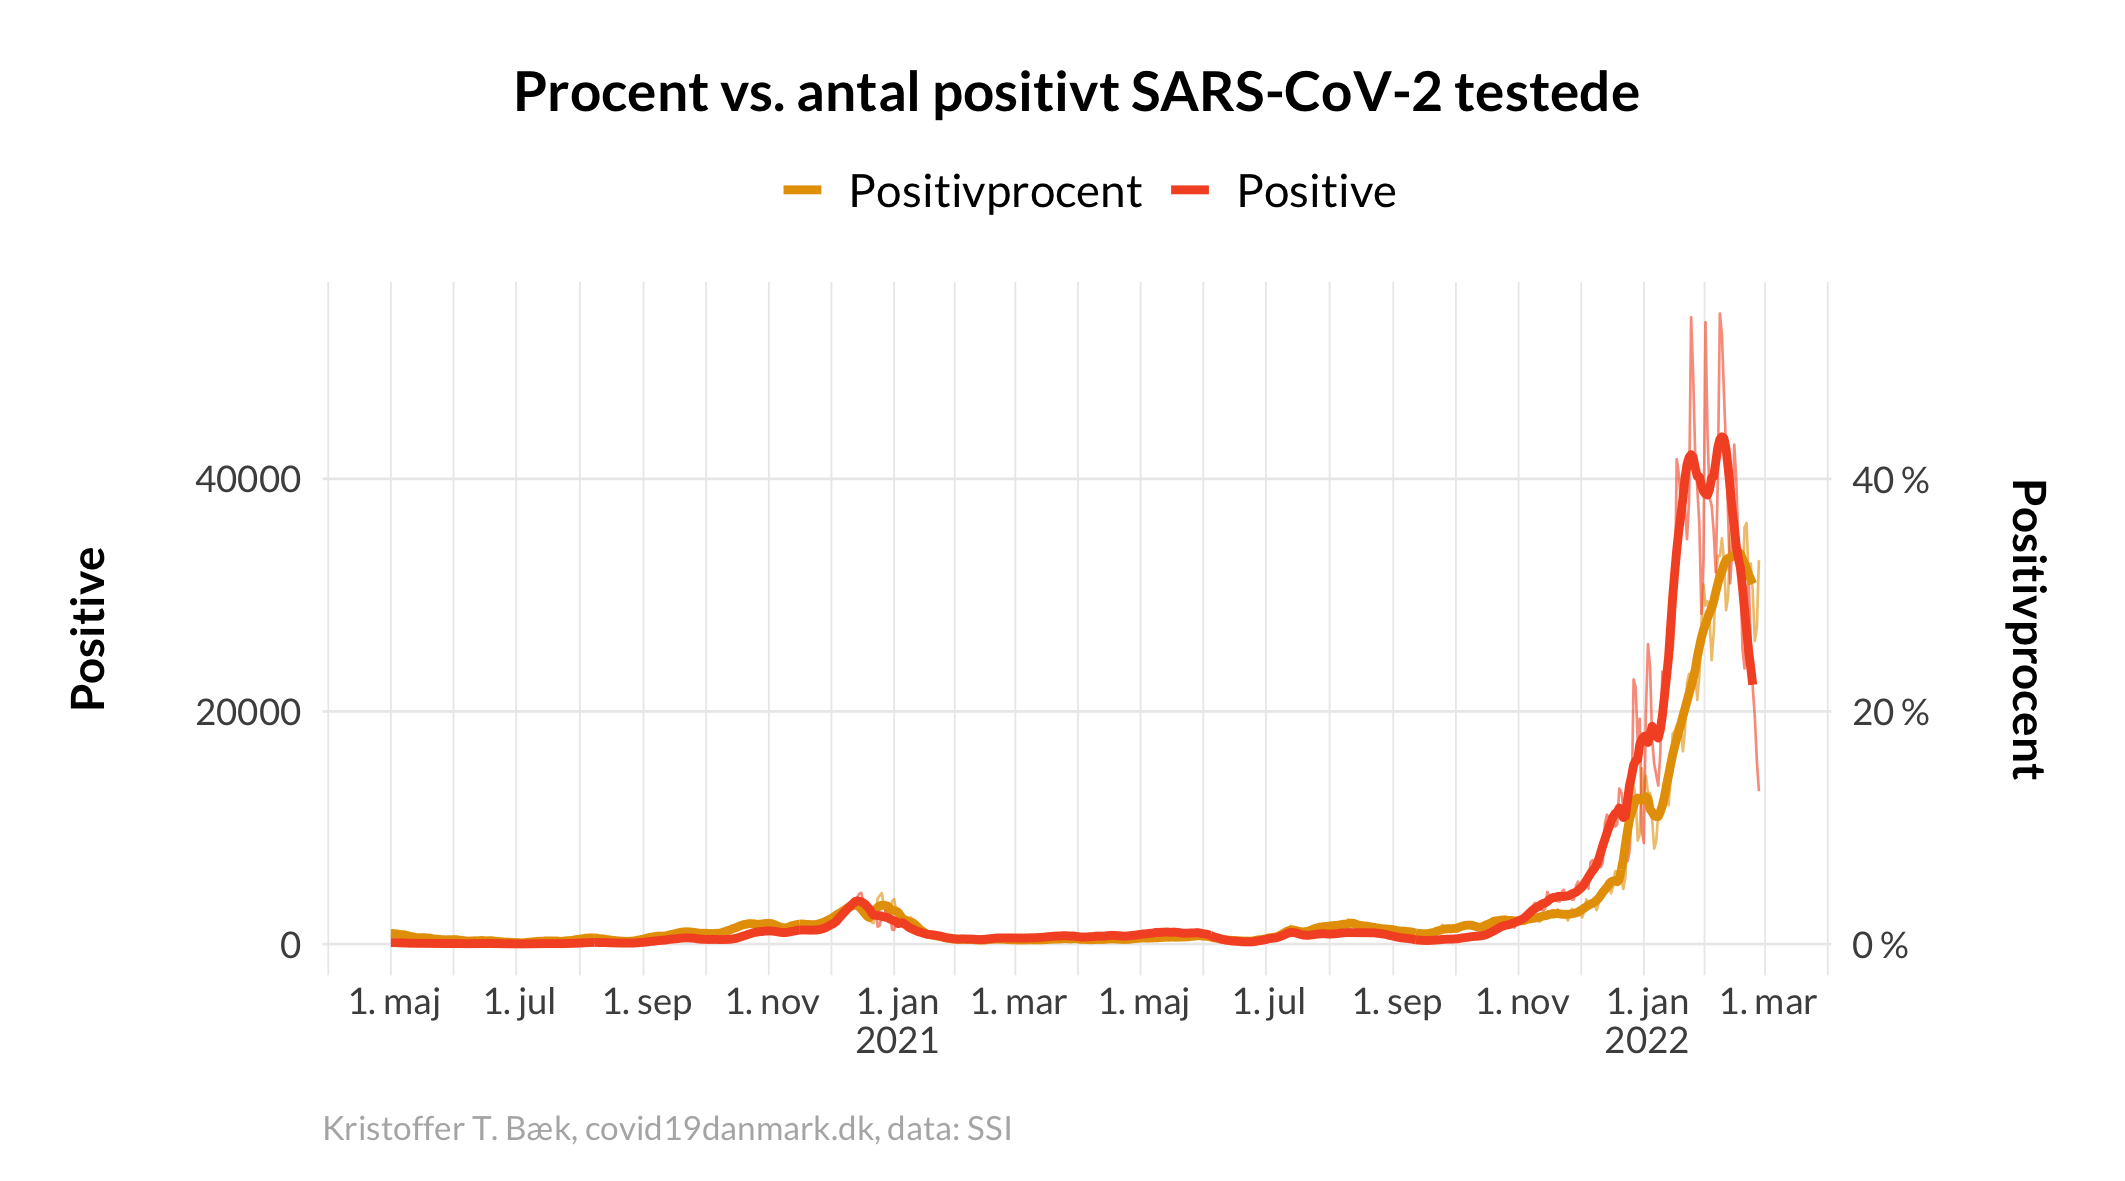 Procent vs. antal positivt SARS-CoV-2 testede
Positivprocent Positive
Positive
40000
20000
0
40 %
20 %
0 %
Positivprocent
1. maj 1. jul 1. sep 1. nov 1. jan 1. mar 1. maj 1. jul 1. sep 1. nov 1. jan 1. mar
2021 2022
Kristoffer T. Bæk, covid19danmark.dk, data: SSI